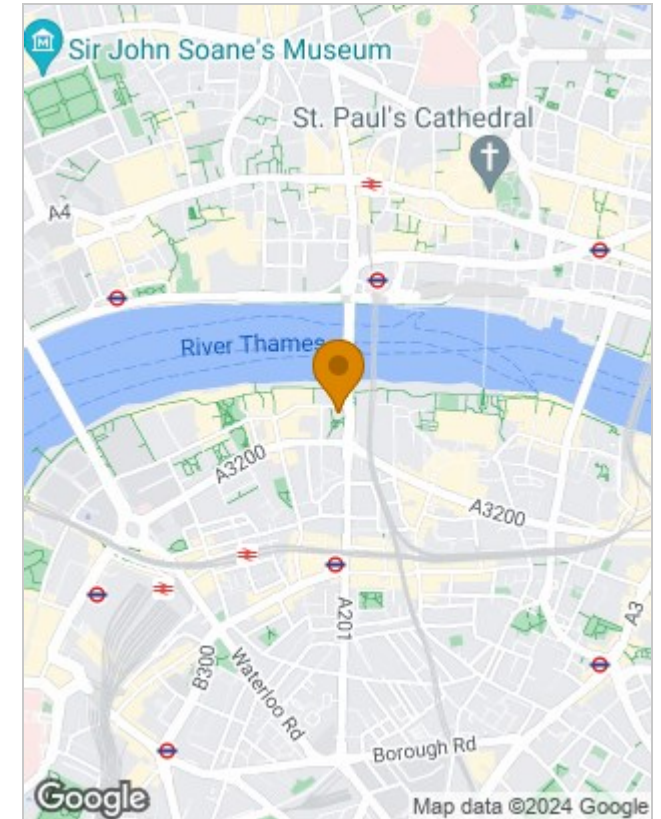 Sir John Soane's Museum
St. Paul's Cathedral
A4
River Thames
A3200
A3200
A201
A3
B300
Waterloo Rd
Borough Rd
Google
Map data ©2024 Google